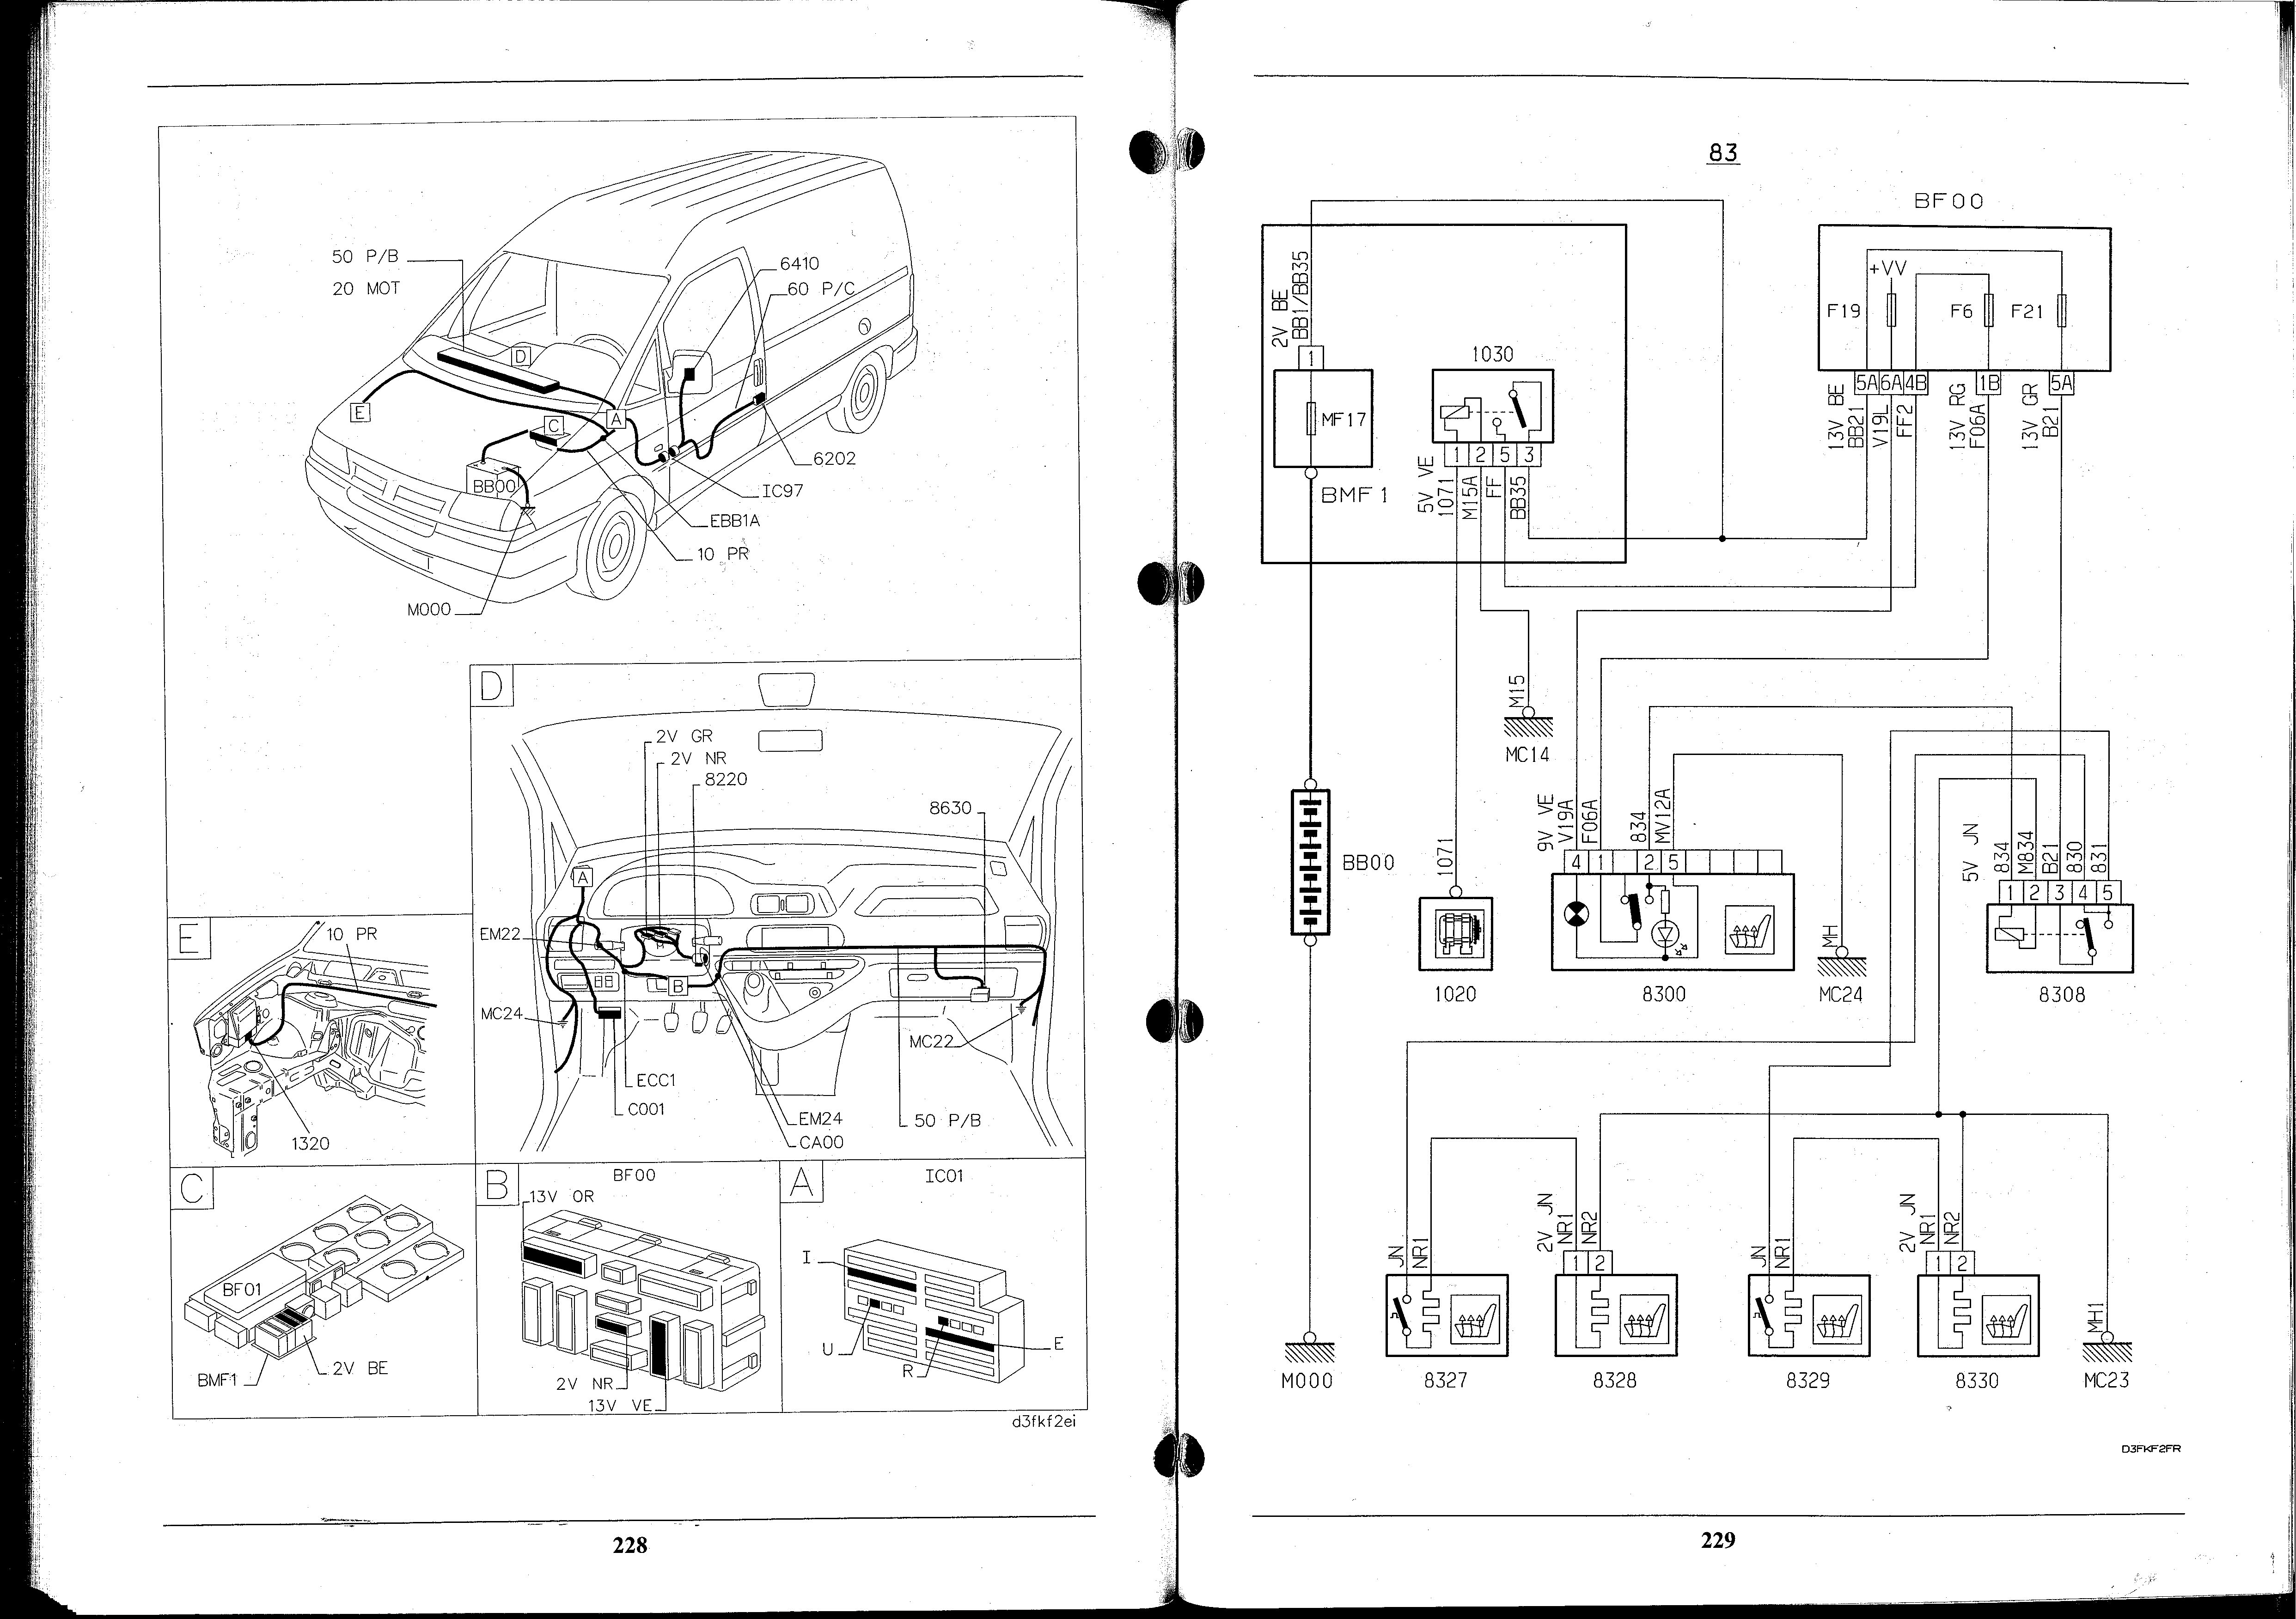 50 P/B
20 MOT
6410
60 P/C
D
E
A
C
BB00
6202
IC97
EBB1A
10 PR
M000
D
2V GR
2V NR
8220
8630
A
EM22
B
MC24
MC22
ECC1
C001
EM24
CA00
50 P/B
E
10 PR
1320
C
BF01
BMF1
2V BE
B
BF00
13V OR
2V NR
13V VE
A
IC01
I
U
R
E
d3fkf2ei
228
83
BF00
2V BE
BB1/BB35
1
MF17
BMF1
1030
1 2 5 3
5V VE
1071
M15A
FF
BB35
+VV
F19
F6
F21
5A 6A 4B
1B
5A
13V BE
BB21
V19L
FF2
13V RG
F06A
13V GR
B21
M15
MC14
BB00
1071
1020
9V VE
V19A
F06A
834
MV12A
4 1 2 5
8300
MH
MC24
5V JN
834
M834
B21
830
831
1 2 3 4 5
8308
M000
JN
NR1
8327
2V JN
NR1
NR2
1 2
8328
JN
NR1
8329
2V JN
NR1
NR2
1 2
8330
MH1
MC23
D3FKF2FR
229